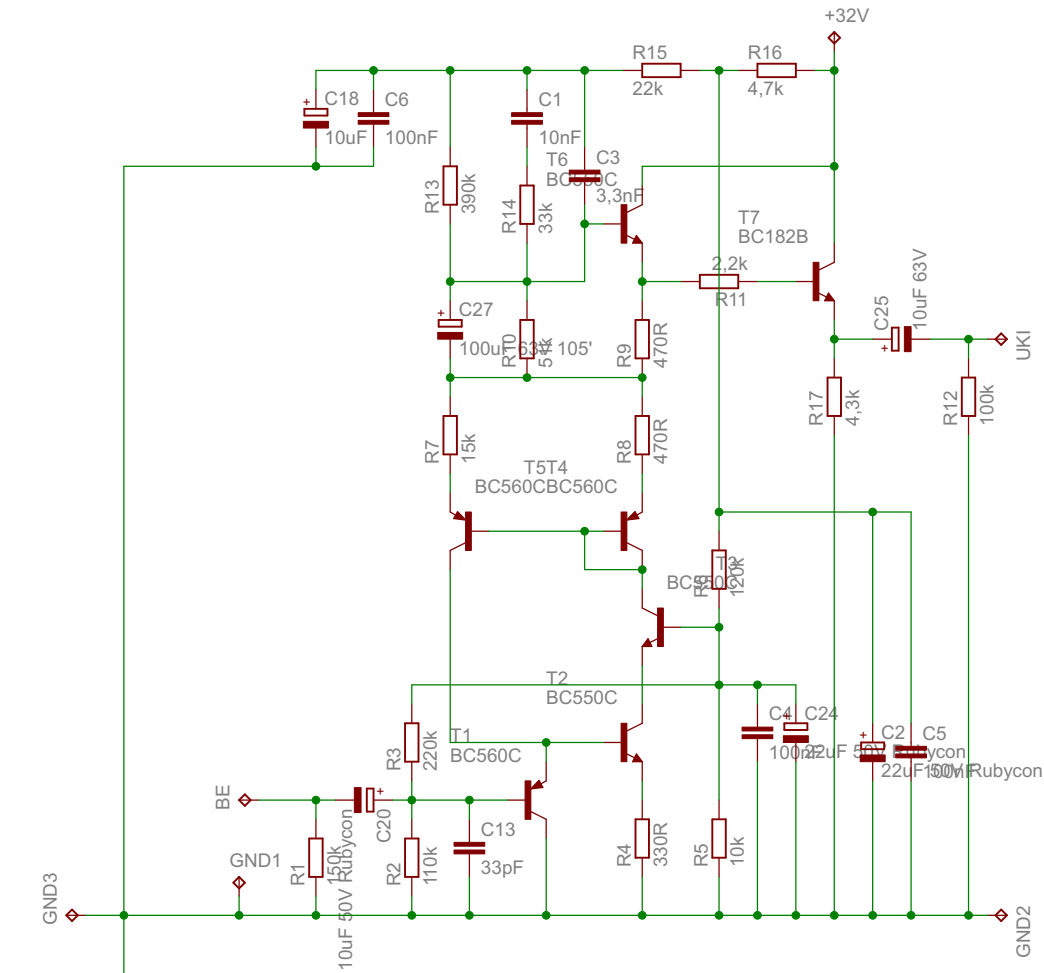 +32V
R15
R16
22k
4,7k
+
C18
C6
C1
10uF
100nF
10nF
T6
C3
3,3nF
R13
390k
R14
33k
T7
BC182B
2,2k
R11
+
C27
100uF 63V 105'
R10
R9
470R
C25
10uF 63V
+
UKI
R17
4,3k
R12
100k
R7
15k
R8
470R
T5T4
BC560CBC560C
T3
BC550C
120k
T2
BC550C
R3
220k
T1
BC560C
C4
100nF
+
C24
22uF 50V Rubycon
+
C2
22uF 50V Rubycon
C5
100nF
BE
+
C20
10uF 50V Rubycon
C13
33pF
R1
150k
R2
110k
R4
330R
R5
10k
GND1
GND3
GND2